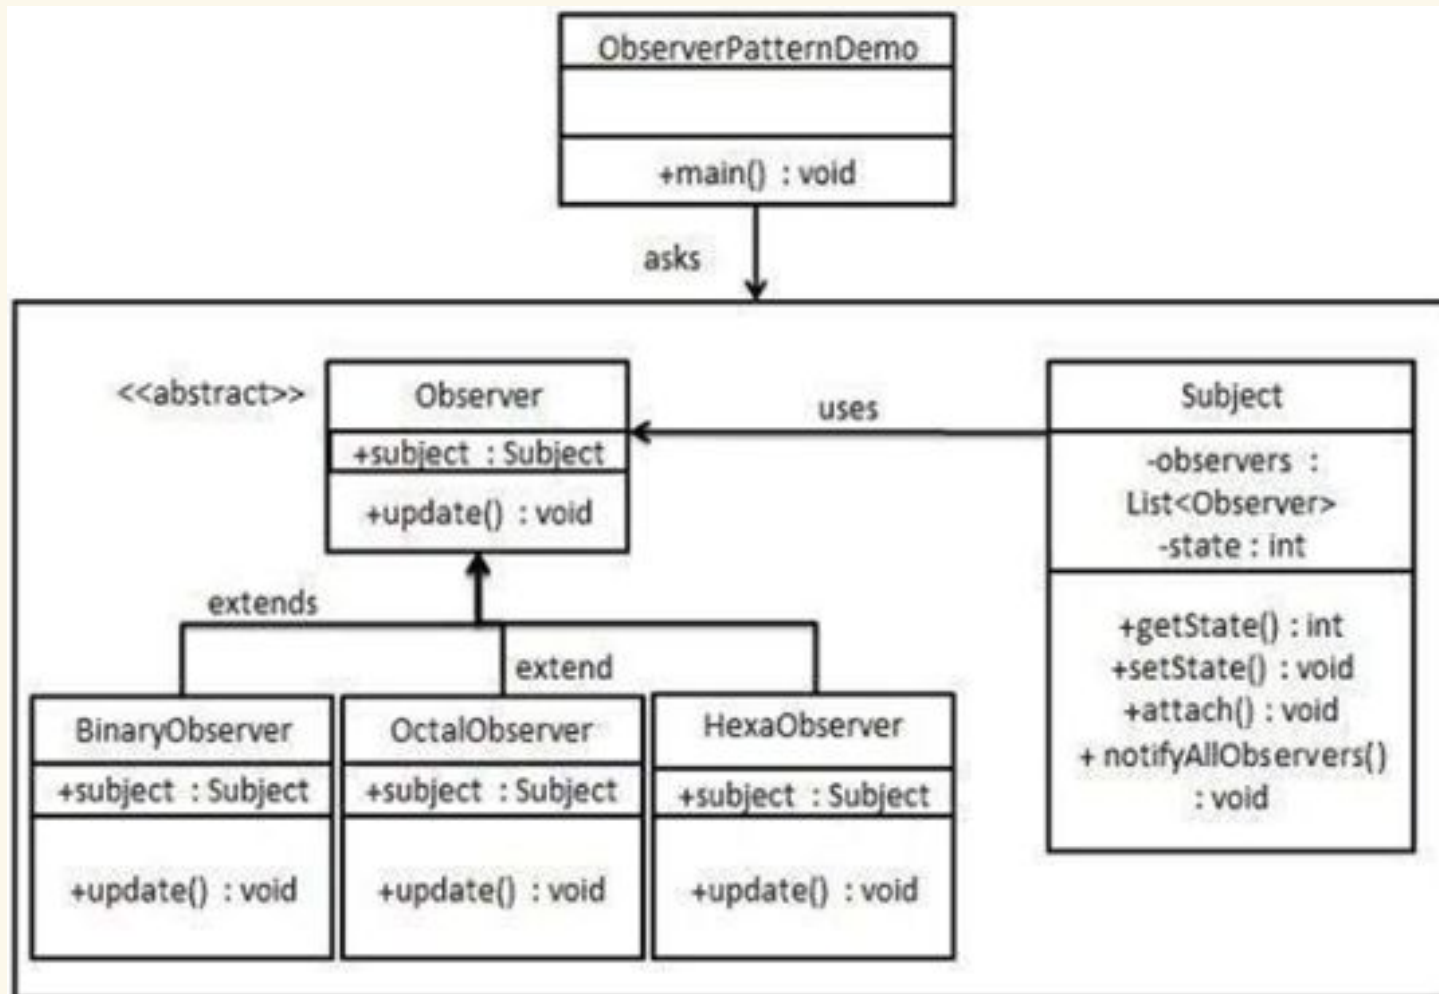 ObserverPatternDemo
+main() : void
asks
<<abstract>>
Observer
+subject : Subject
+update() : void
uses
Subject
-observers :
List<Observer>
-state : int
+getState() : int
+setState() : void
+attach() : void
+ notifyAllObservers()
: void
extends
extend
BinaryObserver
+subject : Subject
+update() : void
OctalObserver
+subject : Subject
+update() : void
HexaObserver
+subject : Subject
+update() : void